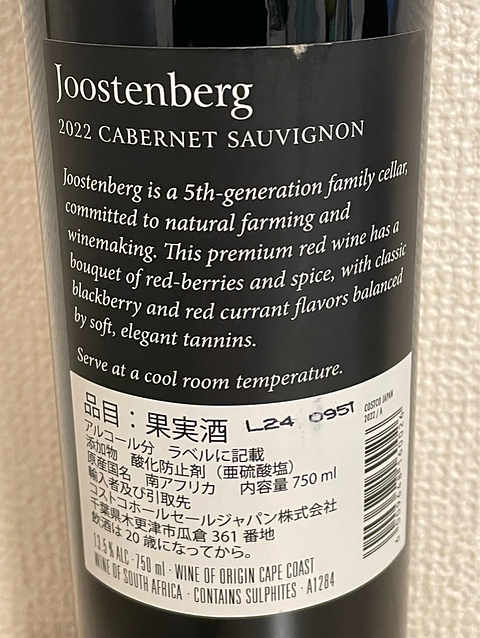 Joostenberg
2022 CABERNET SAUVIGNON
Joostenberg is a 5th-generation family cellar,
committed to natural farming and
winemaking. This premium red wine has a
bouquet of red-berries and spice, with classic
blackberry and red currant flavors balanced
by soft, elegant tannins.
Serve at a cool room temperature.
品目：果実酒 L24 0951
アルコール分 ラベルに記載
添加物 酸化防止剤（亜硫酸塩）
原産国名 南アフリカ 内容量 750 ml
輸入者及び引取先
コストコホールセールジャパン株式会社
千葉県木更津市瓜倉 361 番地
飲酒は 20 歳になってから。
COSTCO JAPAN
2022 / A
13.5% ALC · 750 ml · WINE OF ORIGIN CAPE COAST
WINE OF SOUTH AFRICA · CONTAINS SULPHITES · A1284